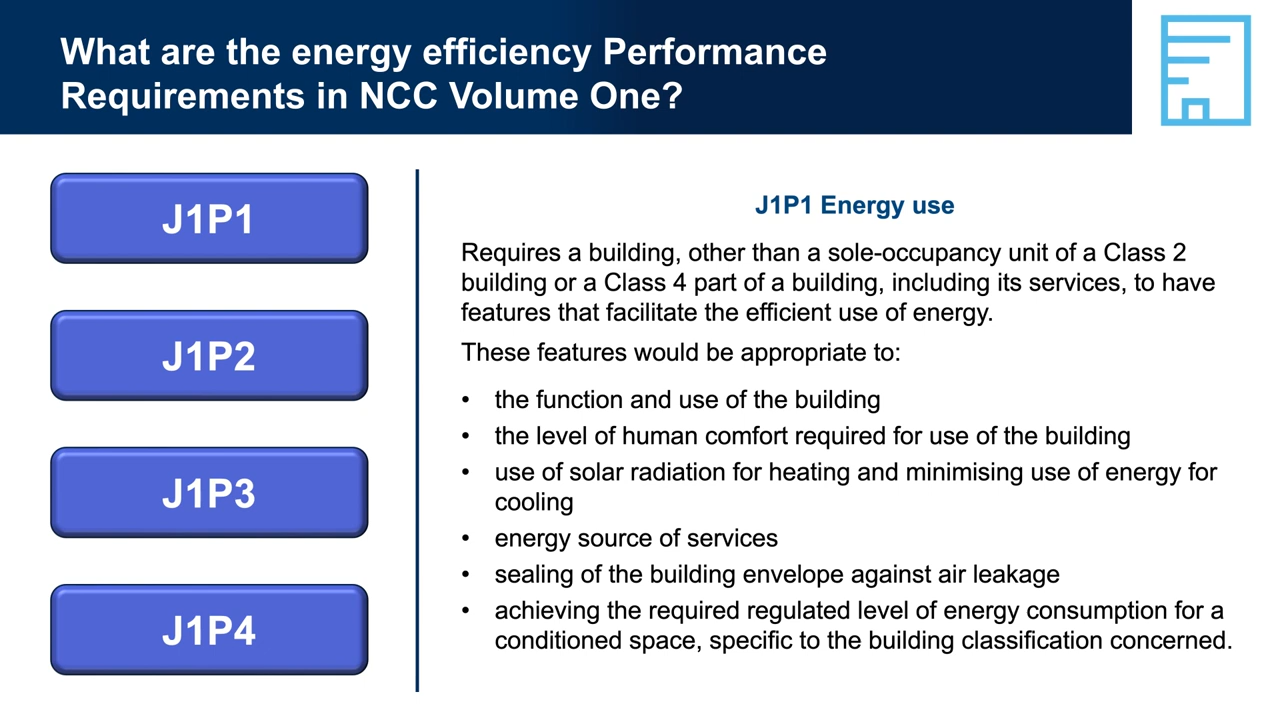 What are the energy efficiency Performance
Requirements in NCC Volume One?
J1P1
J1P2
J1P3
J1P4
J1P1 Energy use
Requires a building, other than a sole-occupancy unit of a Class 2
building or a Class 4 part of a building, including its services, to have
features that facilitate the efficient use of energy.
These features would be appropriate to:
• the function and use of the building
• the level of human comfort required for use of the building
• use of solar radiation for heating and minimising use of energy for
cooling
• energy source of services
• sealing of the building envelope against air leakage
• achieving the required regulated level of energy consumption for a
conditioned space, specific to the building classification concerned.